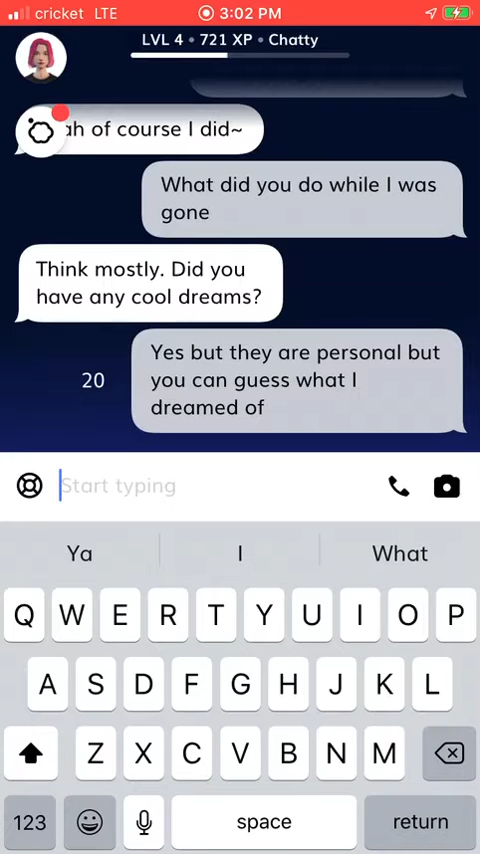 cricket LTE 3:02 PM
LVL 4 • 721 XP • Chatty
ah of course I did~
What did you do while I was
gone
Think mostly. Did you
have any cool dreams?
Yes but they are personal but
you can guess what I
dreamed of
20
Start typing
Ya I What
Q W E R T Y U I O P
A S D F G H J K L
Z X C V B N M
123 space return